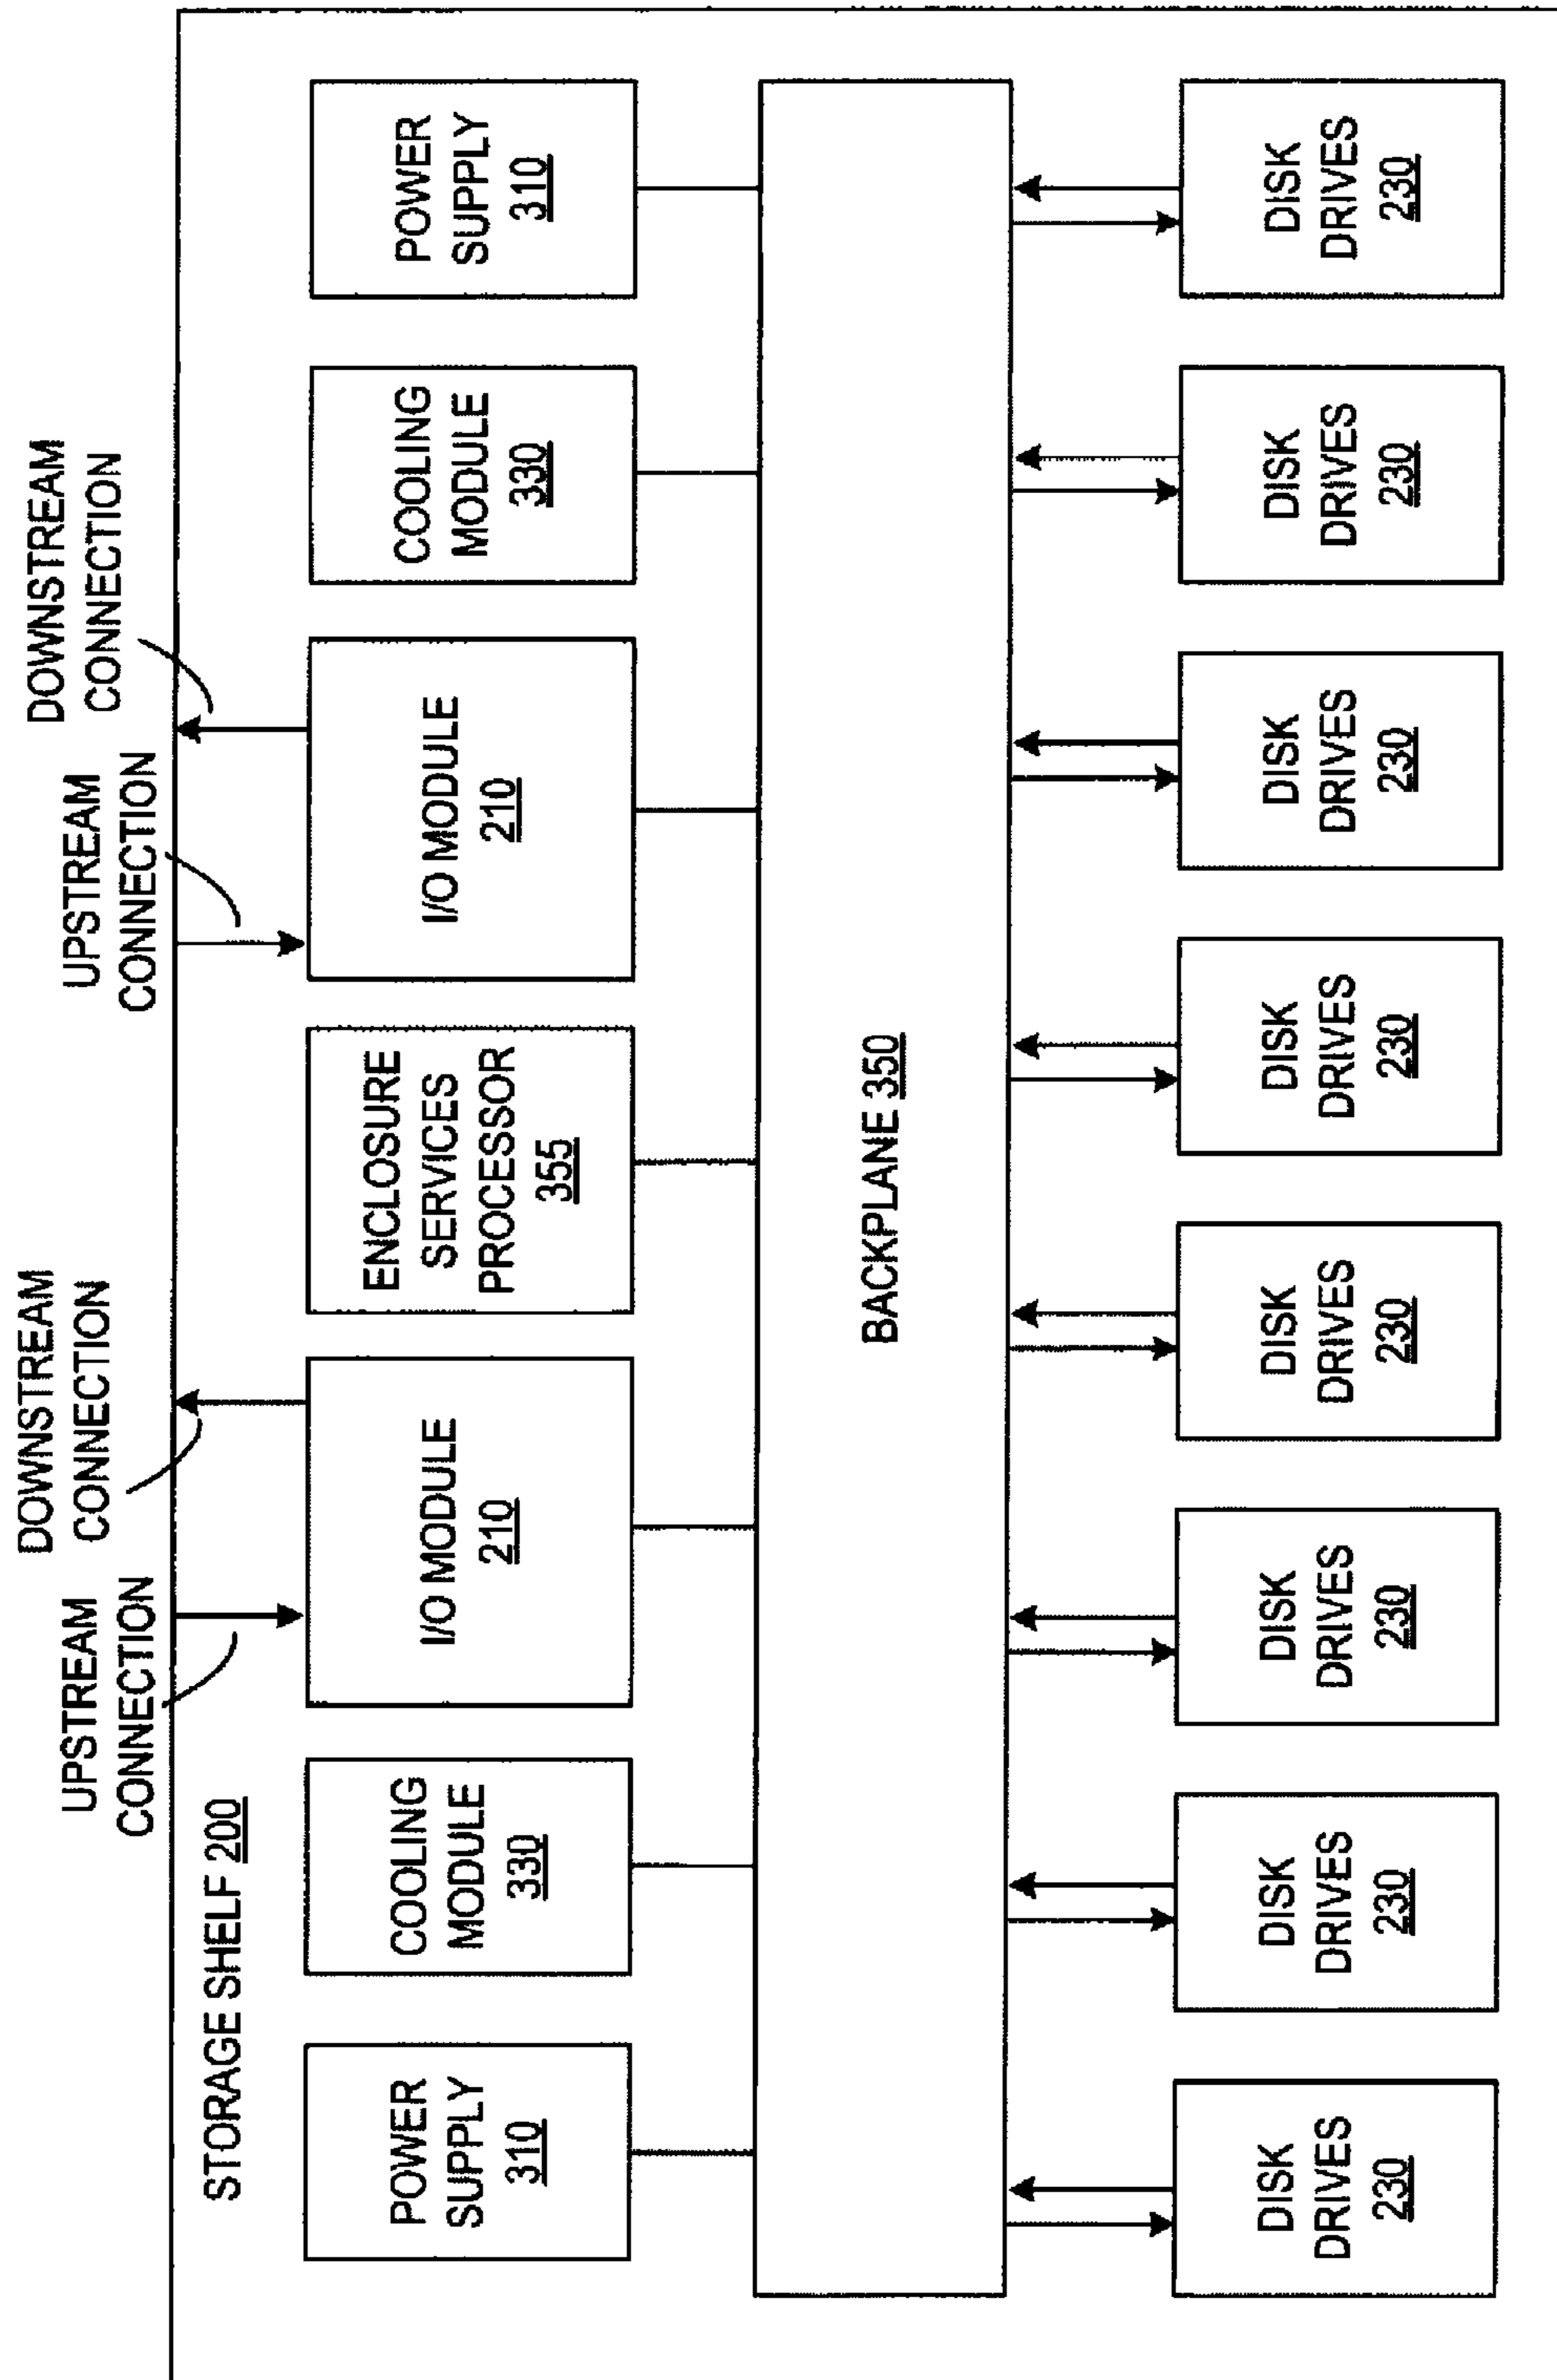 UPSTREAM
CONNECTION
DOWNSTREAM
CONNECTION
UPSTREAM
CONNECTION
DOWNSTREAM
CONNECTION
STORAGE SHELF 200
POWER
SUPPLY
310
COOLING
MODULE
330
I/O MODULE
210
ENCLOSURE
SERVICES
PROCESSOR
355
I/O MODULE
210
COOLING
MODULE
330
POWER
SUPPLY
310
BACKPLANE 350
DISK
DRIVES
230
DISK
DRIVES
230
DISK
DRIVES
230
DISK
DRIVES
230
DISK
DRIVES
230
DISK
DRIVES
230
DISK
DRIVES
230
DISK
DRIVES
230